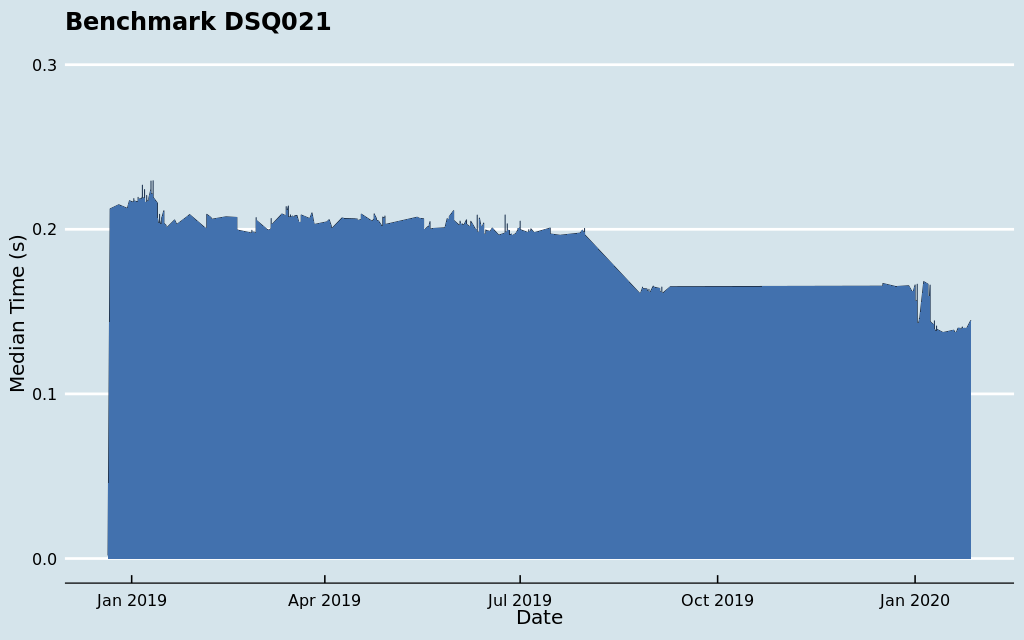 Benchmark DSQ021
0.3
0.2
0.1
0.0
Median Time (s)
Jan 2019 Apr 2019 Jul 2019 Oct 2019 Jan 2020
Date